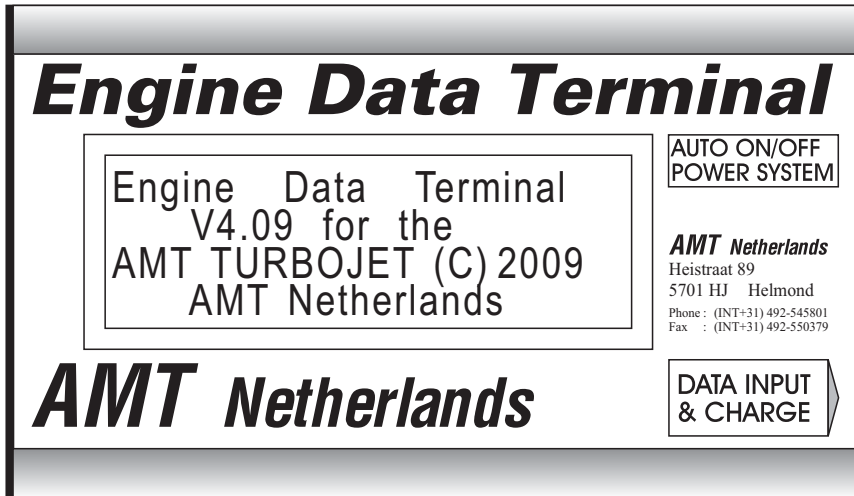 Engine Data Terminal
Engine Data Terminal
V4.09 for the
AMT TURBOJET (C) 2009
AMT Netherlands
AUTO ON/OFF
POWER SYSTEM
AMT Netherlands
Heistraat 89
5701 HJ Helmond
Phone : (INT+31) 492-545801
Fax : (INT+31) 492-550379
AMT Netherlands
DATA INPUT
& CHARGE